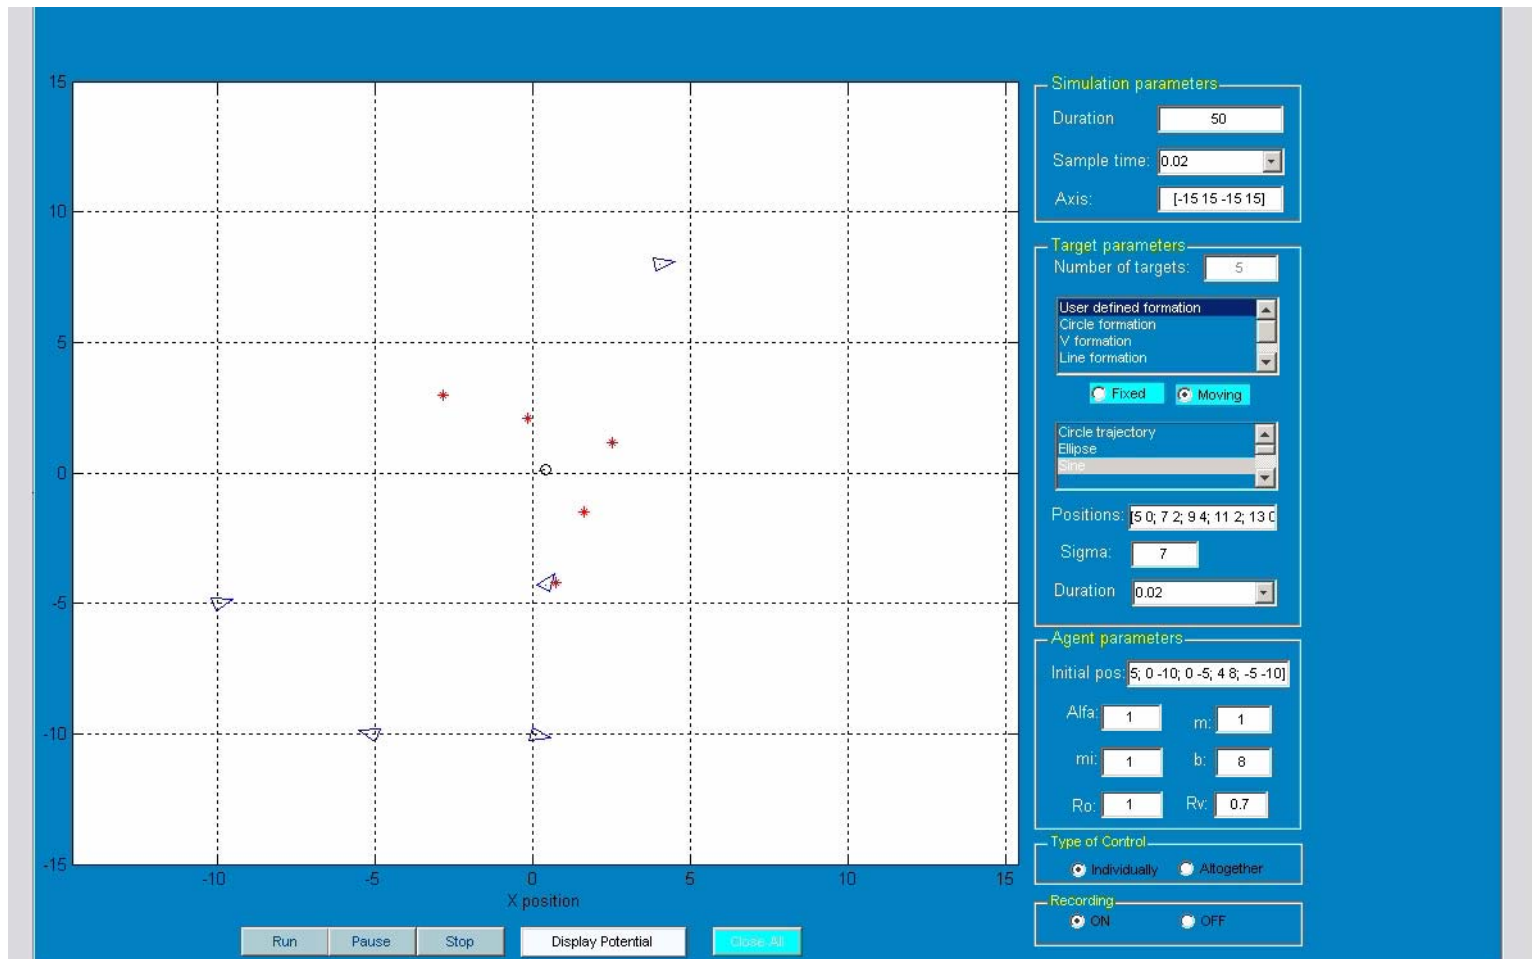 15
10
5
0
-5
-10
-15
-10
-5
0
5
10
15
X position
Run
Pause
Stop
Display Potential
Close All
Simulation parameters
Duration 50
Sample time: 0.02
Axis: [-15 15 -15 15]
Target parameters
Number of targets: 5
User defined formation
Circle formation
V formation
Line formation
Fixed Moving
Circle trajectory
Ellipse
Sine
Positions: [5 0; 7 2; 9 4; 11 2; 13 0
Sigma: 7
Duration 0.02
Agent parameters
Initial pos: 5; 0 -10; 0 -5; 4 8; -5 -10]
Alfa: 1 m: 1
mi: 1 b: 8
Ro: 1 Rv: 0.7
Type of Control
Individually Altogether
Recording
ON OFF